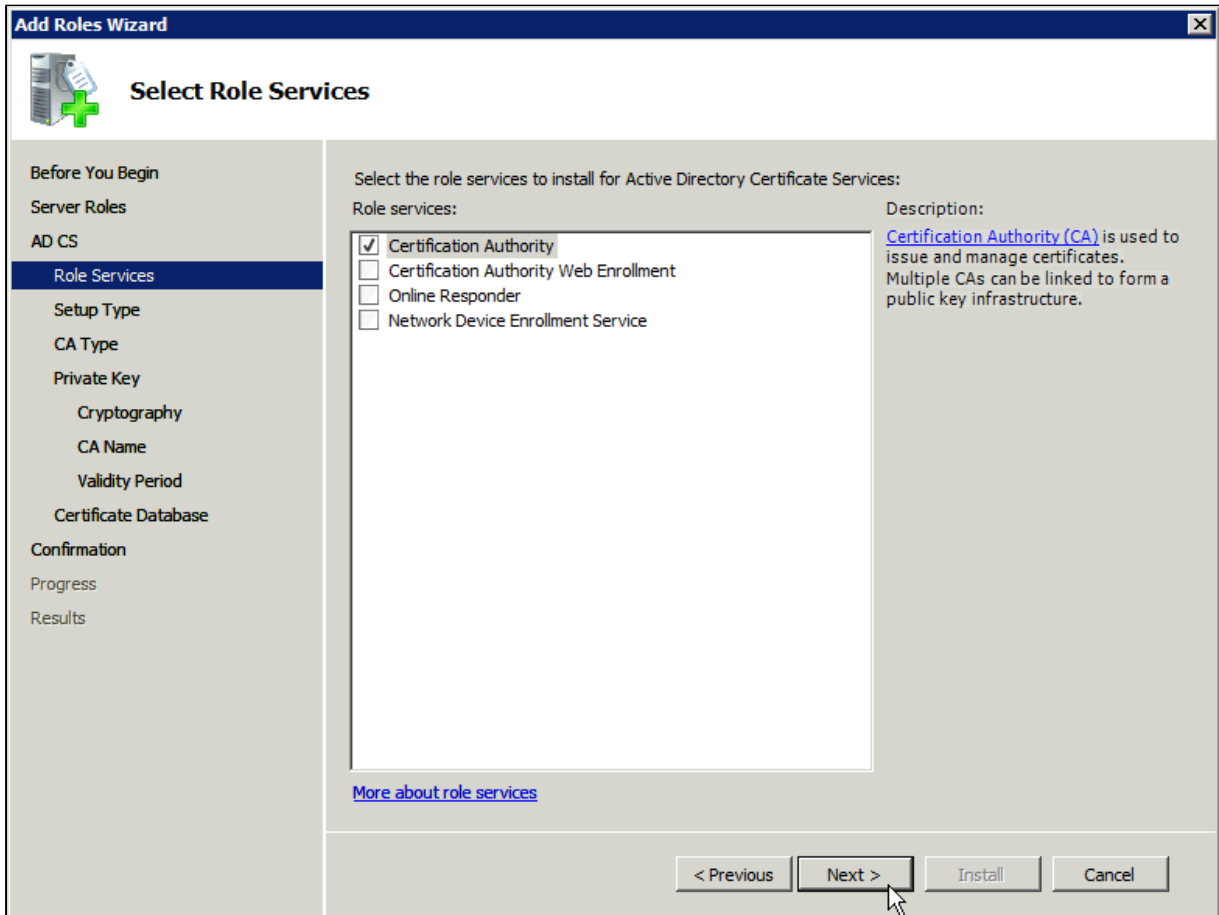 Add Roles Wizard
Select Role Services
Before You Begin
Server Roles
AD CS
Role Services
Setup Type
CA Type
Private Key
Cryptography
CA Name
Validity Period
Certificate Database
Confirmation
Progress
Results
Select the role services to install for Active Directory Certificate Services:
Role services:
Certification Authority
Certification Authority Web Enrollment
Online Responder
Network Device Enrollment Service
More about role services
Description:
Certification Authority (CA) is used to
issue and manage certificates.
Multiple CAs can be linked to form a
public key infrastructure.
< Previous
Next >
Install
Cancel